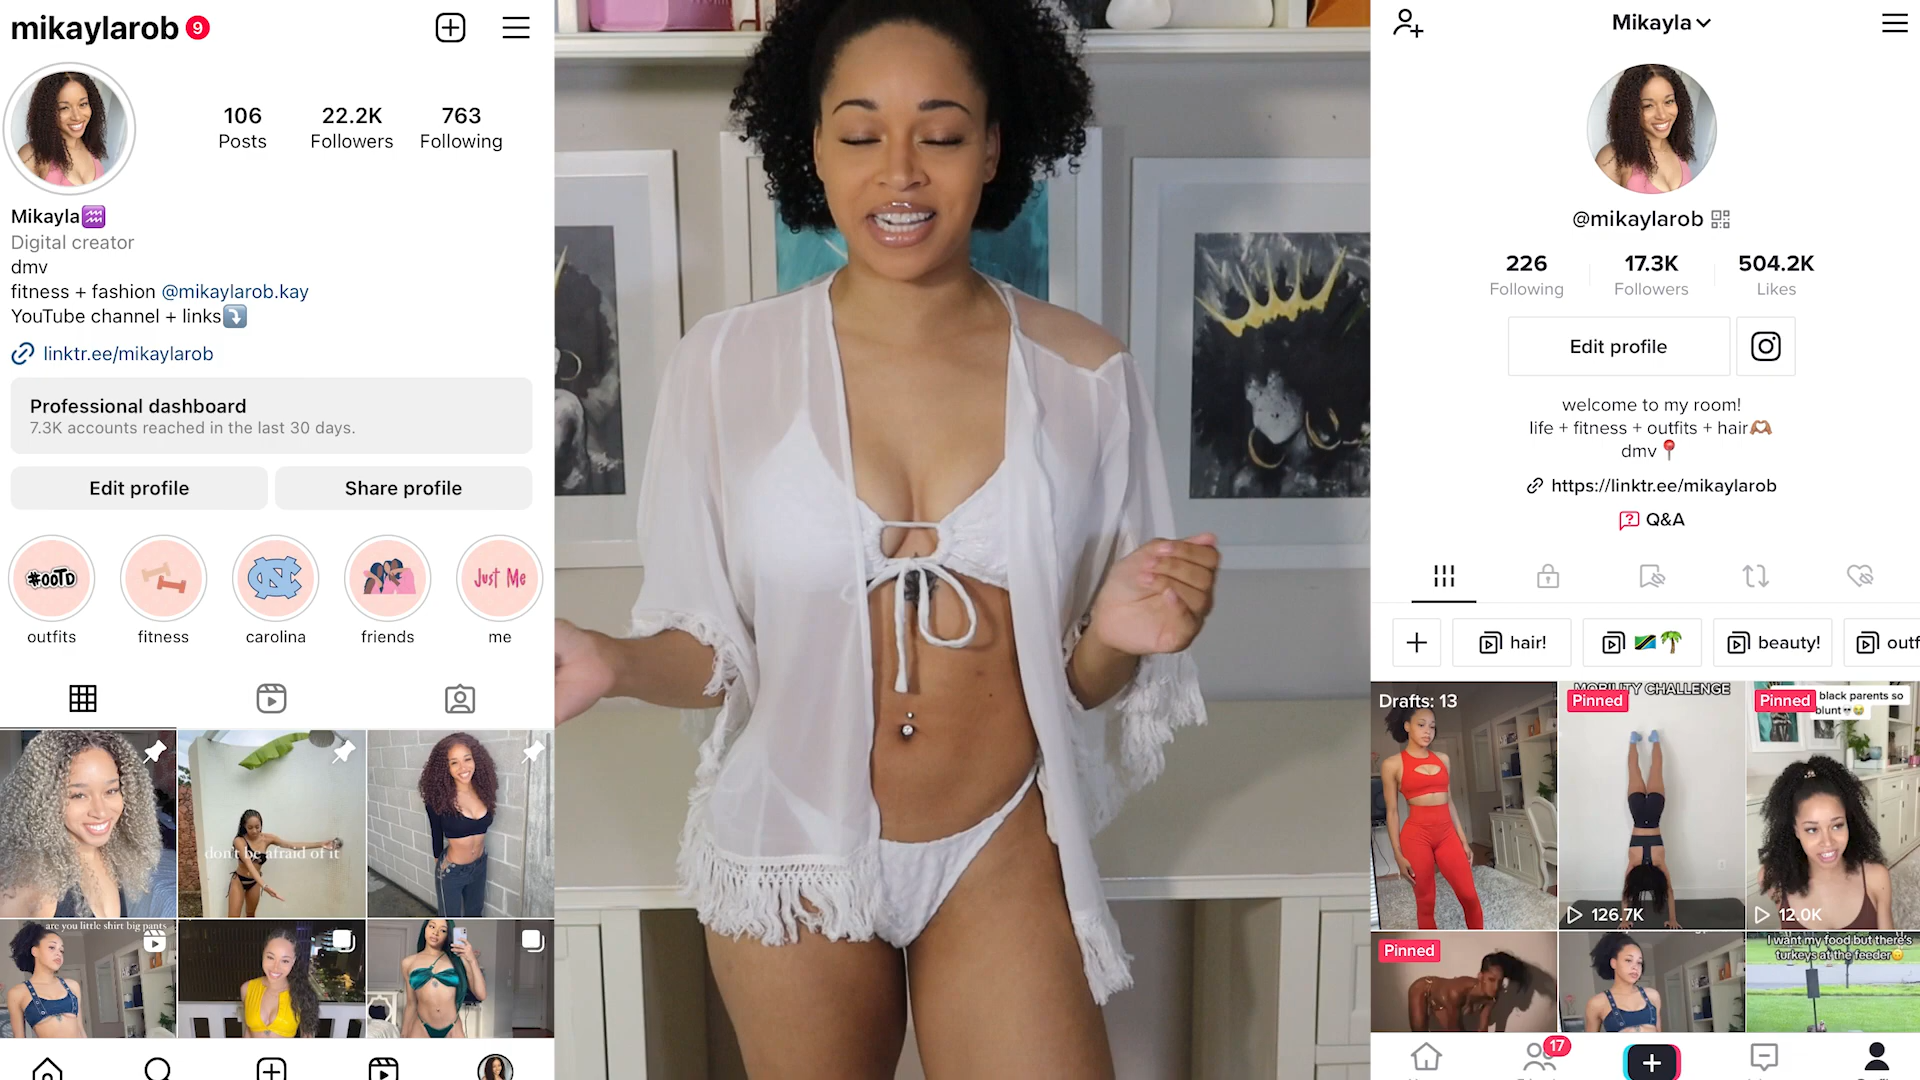 mikaylarob 9
106
Posts
22.2K
Followers
763
Following
Mikayla♒
Digital creator
dmv
fitness + fashion @mikaylarob.kay
YouTube channel + links⤵️
linktr.ee/mikaylarob
Professional dashboard
7.3K accounts reached in the last 30 days.
Edit profile
Share profile
#OOTD
NC
Just Me
outfits
fitness
carolina
friends
me
don't be afraid of it
are you little shirt big pants
Mikayla
@mikaylarob
226
Following
17.3K
Followers
504.2K
Likes
Edit profile
welcome to my room!
life + fitness + outfits + hair🫶🏽
dmv📍
https://linktr.ee/mikaylarob
Q&A
hair!
🇹🇿🌴
beauty!
outf
Drafts: 13
MOBILITY CHALLENGE
Pinned
126.7K
Pinned
black parents so
blunt💀😭
12.0K
Pinned
I want my food but there's
turkeys at the feeder🙃
17